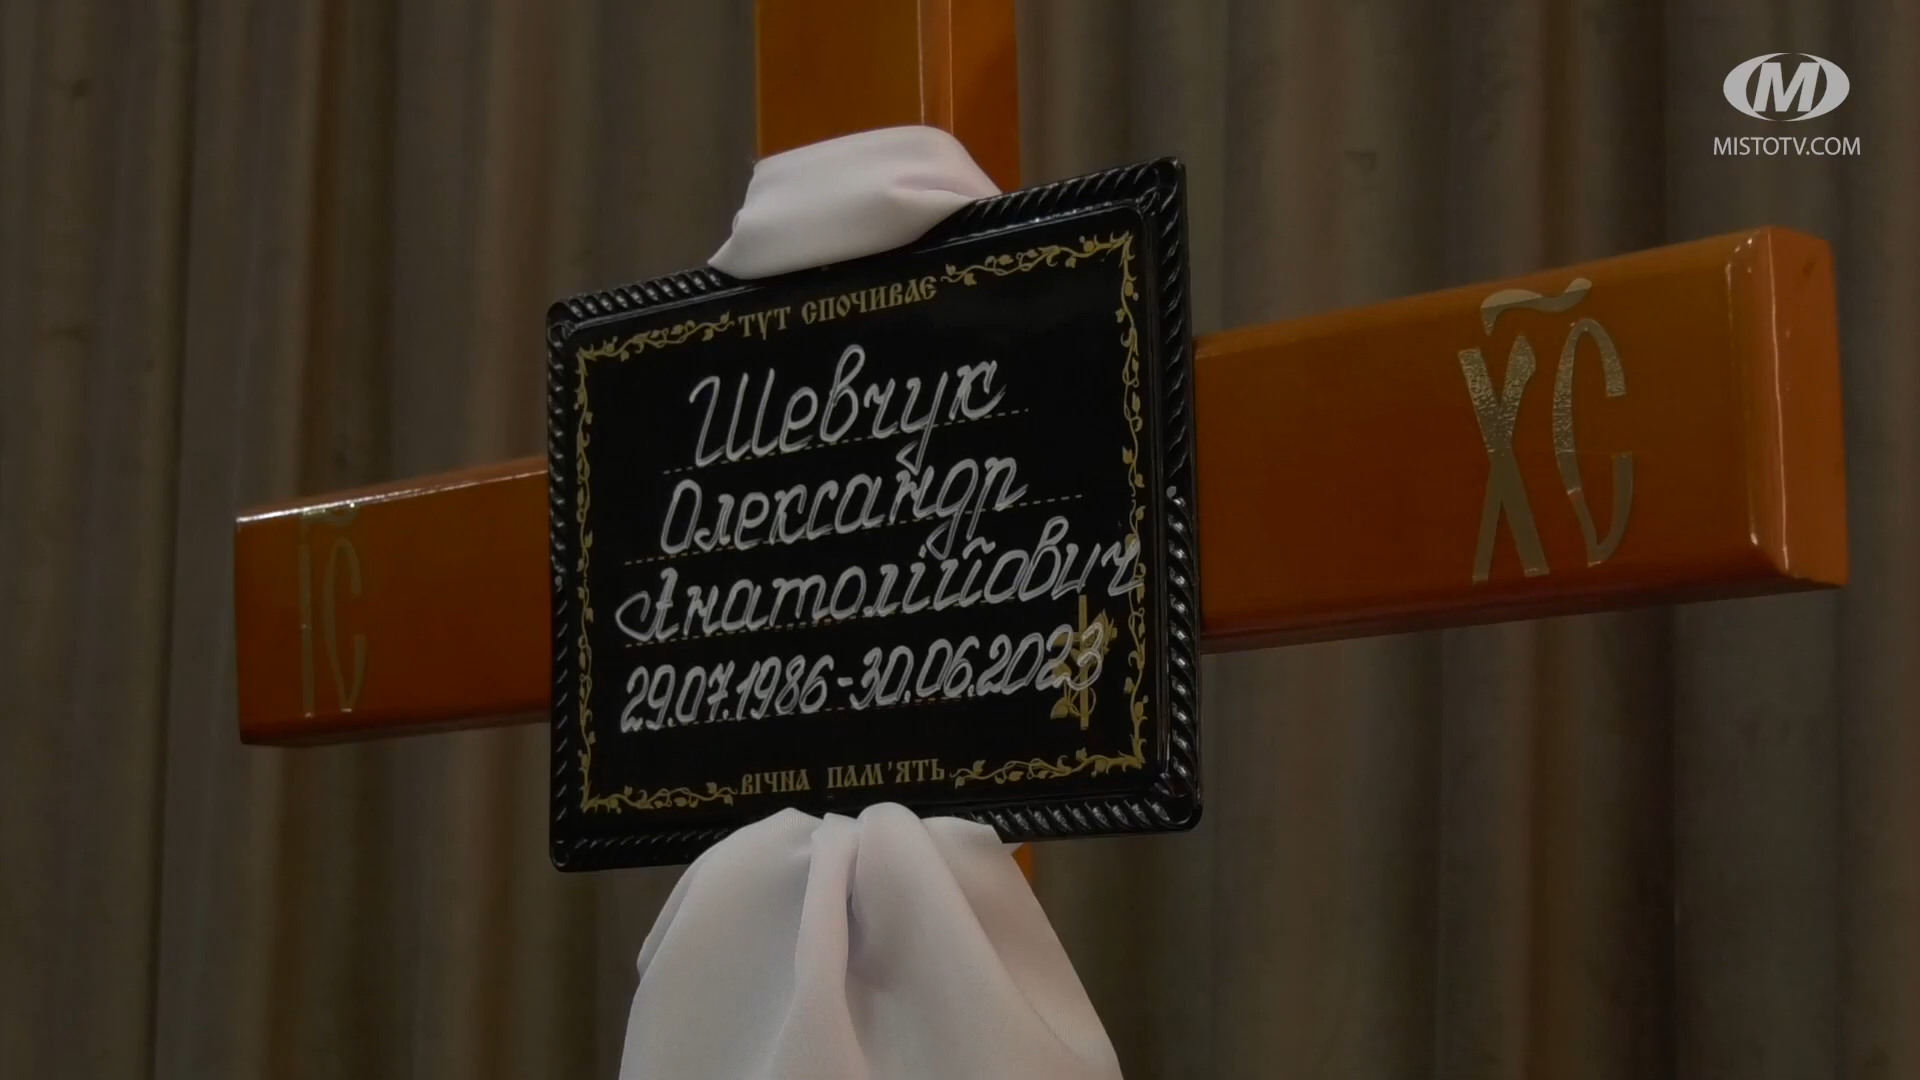 M
MISTOTV.COM
ТУТ СПОЧИВАЄ
Шевчук
Олександр
Анатолійович
29.07.1986-30.06.2023
ВІЧНА ПАМ'ЯТЬ
ІС
ХС